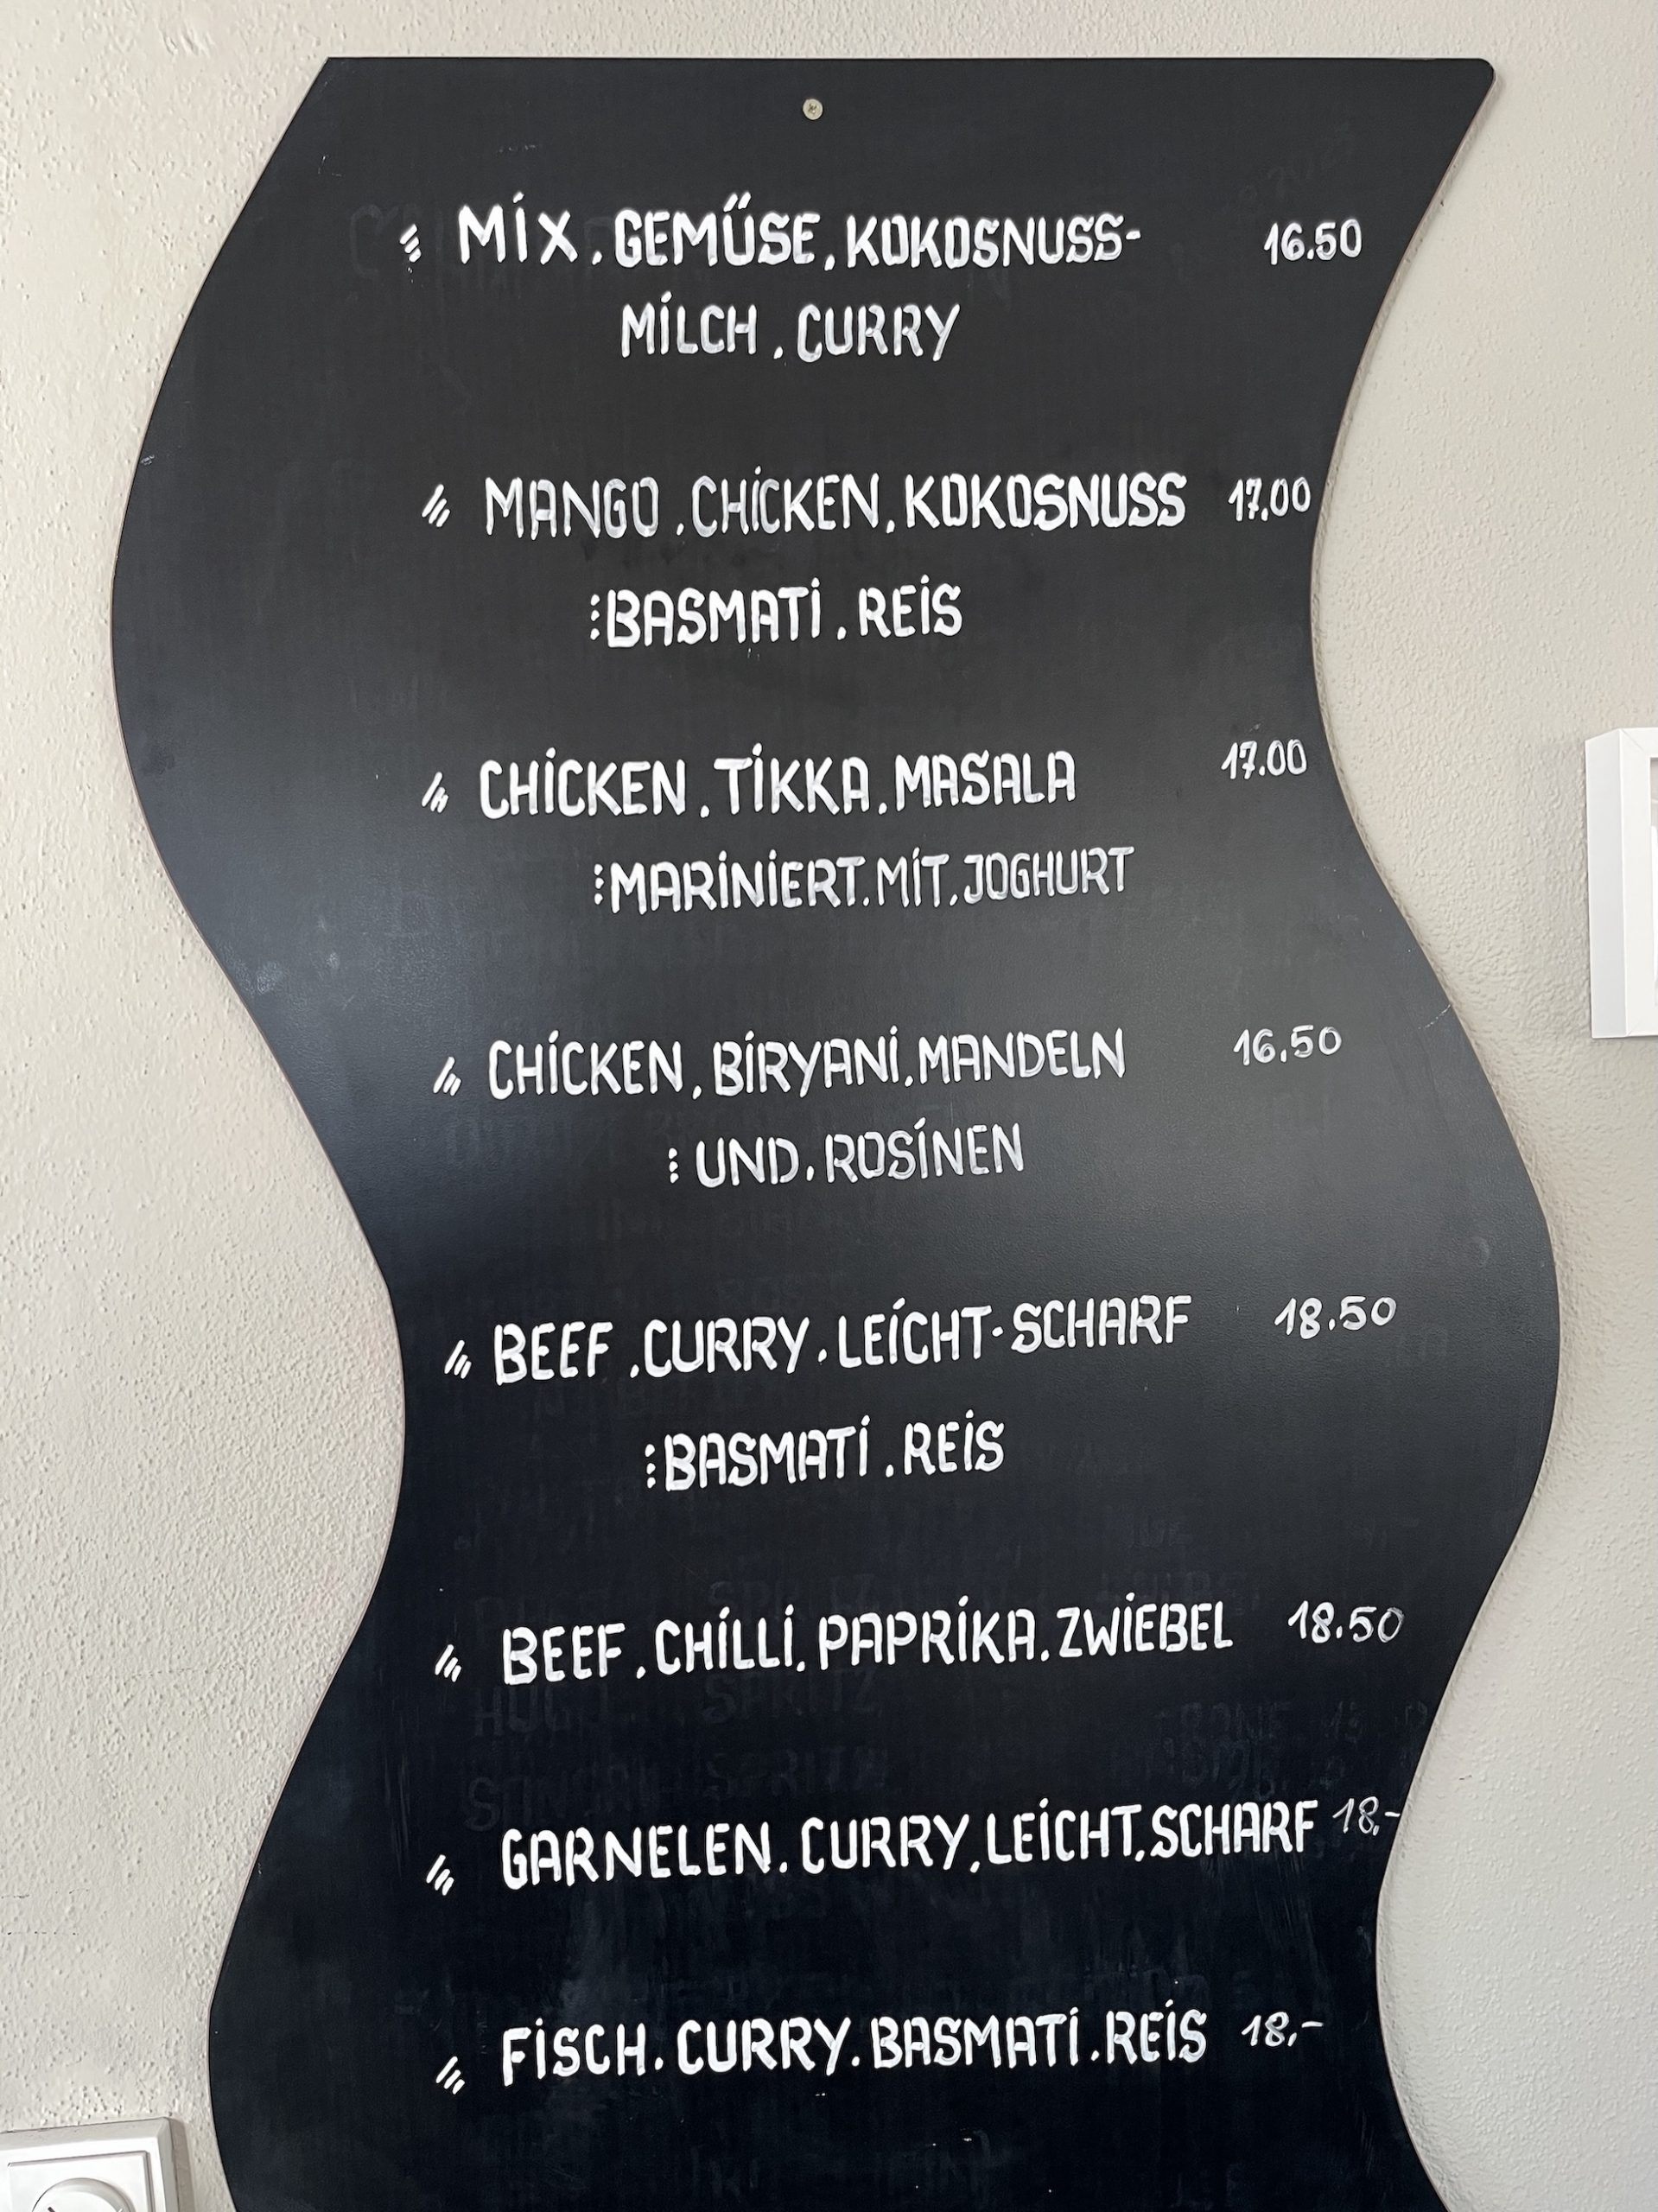 MIX. GEMÜSE. KOKOSNUSS- 16.50
MILCH. CURRY
MANGO. CHICKEN. KOKOSNUSS 17.00
BASMATI. REIS
CHICKEN. TIKKA. MASALA 17.00
MARINIERT. MIT. JOGHURT
CHICKEN. BIRYANI. MANDELN 16.50
UND. ROSINEN
BEEF. CURRY. LEICHT-SCHARF 18.50
BASMATI. REIS
BEEF. CHILLI. PAPRIKA. ZWIEBEL 18.50
GARNELEN. CURRY, LEICHT, SCHARF 18.-
FISCH. CURRY. BASMATI. REIS 18,-